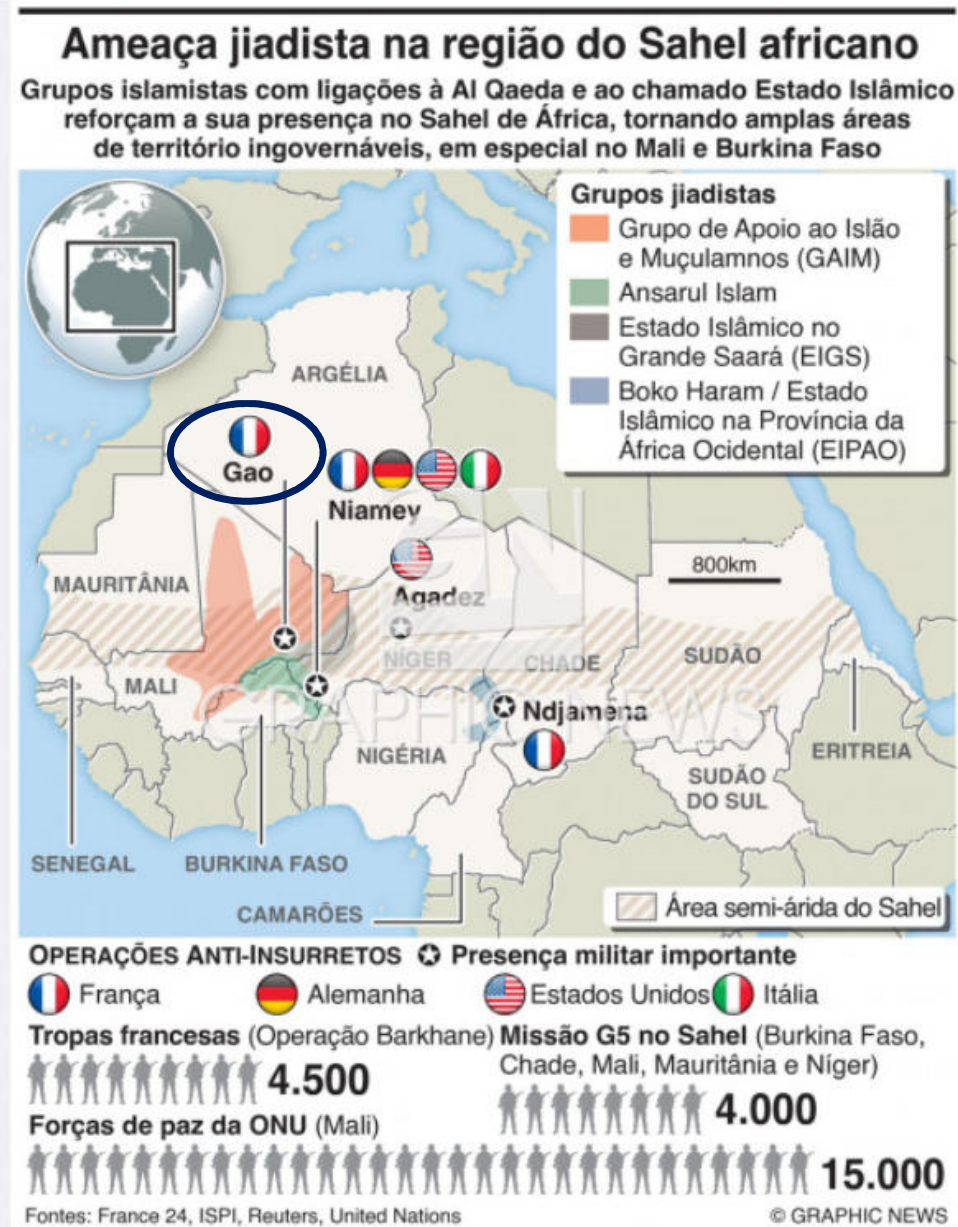 Ameaça jiadista na região do Sahel africano
Grupos islamistas com ligações à Al Qaeda e ao chamado Estado Islâmico
reforçam a sua presença no Sahel de África, tornando amplas áreas
de território ingovernáveis, em especial no Mali e Burkina Faso
Grupos jiadistas
Grupo de Apoio ao Islão
e Muçulamnos (GAIM)
Ansarul Islam
Estado Islâmico no
Grande Saará (EIGS)
Boko Haram / Estado
Islâmico na Província da
África Ocidental (EIPAO)
ARGÉLIA
Gao
Niamey
800km
MAURITÂNIA
Agadez
NÍGER
CHADE
SUDÃO
MALI
GRAPHIC NEWS
Ndjamena
NIGÉRIA
ERITREIA
SUDÃO
DO SUL
SENEGAL
BURKINA FASO
CAMARÕES
Área semi-árida do Sahel
OPERAÇÕES ANTI-INSURRETOS
Presença militar importante
França
Alemanha
Estados Unidos
Itália
Tropas francesas (Operação Barkhane)
4.500
Missão G5 no Sahel (Burkina Faso,
Chade, Mali, Mauritânia e Níger)
4.000
Forças de paz da ONU (Mali)
15.000
Fontes: France 24, ISPI, Reuters, United Nations
© GRAPHIC NEWS